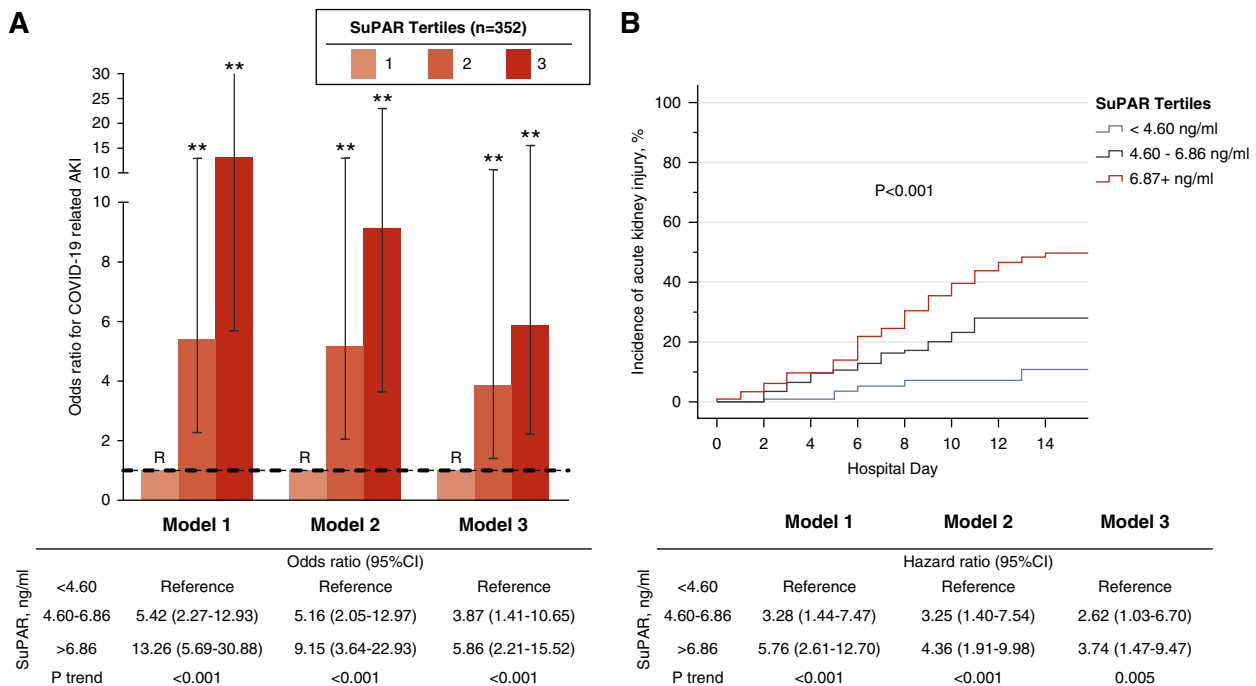 A
SuPAR Tertiles (n=352)
1 2 3
Odds ratio for COVID-19 related AKI
30
25
20
15
10
10
8
6
4
2
0
** ** ** ** ** **
R R R
Model 1 Model 2 Model 3
Odds ratio (95%CI)
SuPAR, ng/ml
<4.60 Reference Reference Reference
4.60-6.86 5.42 (2.27-12.93) 5.16 (2.05-12.97) 3.87 (1.41-10.65)
>6.86 13.26 (5.69-30.88) 9.15 (3.64-22.93) 5.86 (2.21-15.52)
P trend <0.001 <0.001 <0.001
B
Incidence of acute kidney injury, %
100
80
60
40
20
0
P<0.001
SuPAR Tertiles
< 4.60 ng/ml
4.60 - 6.86 ng/ml
6.87+ ng/ml
0 2 4 6 8 10 12 14
Hospital Day
Model 1 Model 2 Model 3
Hazard ratio (95%CI)
SuPAR, ng/ml
<4.60 Reference Reference Reference
4.60-6.86 3.28 (1.44-7.47) 3.25 (1.40-7.54) 2.62 (1.03-6.70)
>6.86 5.76 (2.61-12.70) 4.36 (1.91-9.98) 3.74 (1.47-9.47)
P trend <0.001 <0.001 0.005